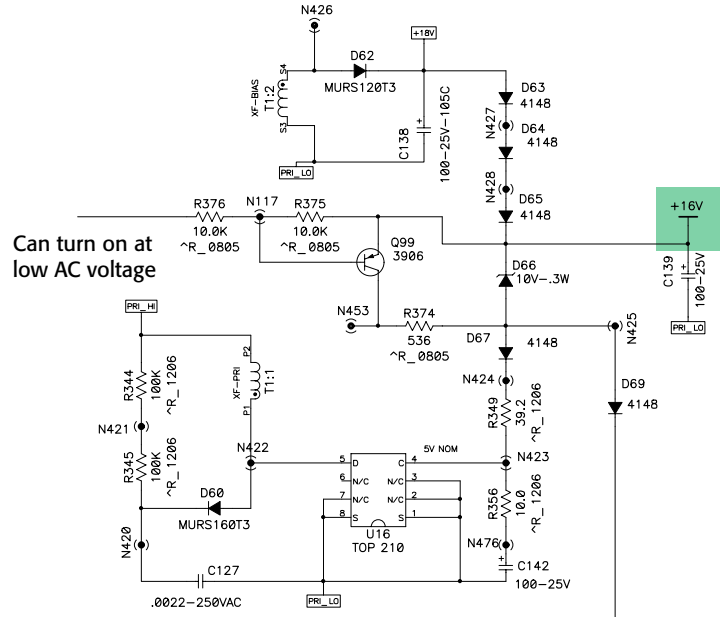 N426
+18V
D62
MURS120T3
S4
S3
XF-BIAS
T1:2
PRI_LO
C138
100-25V-105C
D63
4148
N427
D64
4148
N428
D65
4148
+16V
R376
N117
R375
10.0K
10.0K
^R_0805
^R_0805
Q99
3906
Can turn on at
low AC voltage
D66
10V-.3W
C139
100-25V
PRI_LO
PRI_HI
N453
R374
536
^R_0805
D67
4148
N425
N424
D69
4148
R344
100K
^R_1206
P2
P1
XF-PRI
T1:1
R349
39.2
^R_1206
N421
N422
5V NOM
N423
R345
100K
^R_1206
5 D C 4
6 N/C N/C 3
7 N/C N/C 2
8 S S 1
U16
TOP 210
D60
MURS160T3
R356
10.0
^R_1206
N420
N476
C142
100-25V
C127
.0022-250VAC
PRI_LO